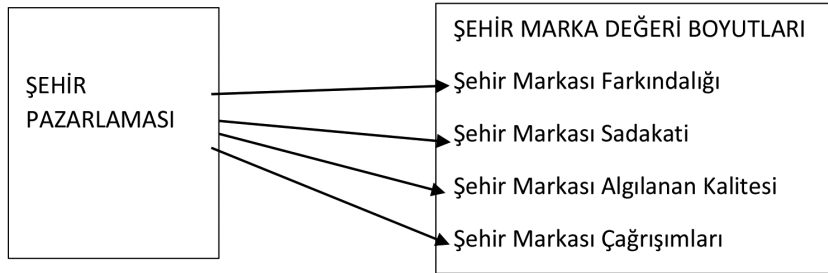 ŞEHİR
PAZARLAMASI
ŞEHİR MARKA DEĞERİ BOYUTLARI
Şehir Markası Farkındalığı
Şehir Markası Sadakati
Şehir Markası Algılanan Kalitesi
Şehir Markası Çağrışımları